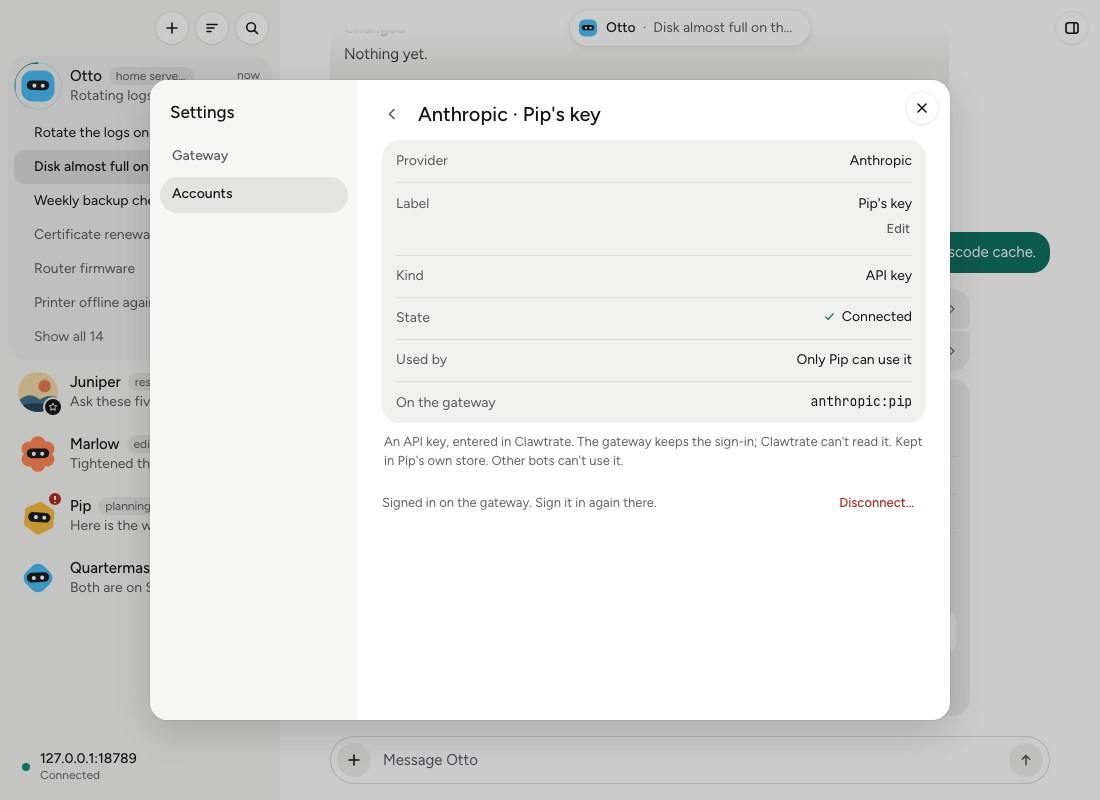 Otto
home serve…
now
Rotating logs
Rotate the logs on
Disk almost full on
Weekly backup che
Certificate renewa
Router firmware
Printer offline again
Show all 14
Juniper
res
Ask these fiv
Marlow
edi
Tightened th
Pip
planning
Here is the w
Quartermas
Both are on S
127.0.0.1:18789
Connected
Changed
Nothing yet.
Otto · Disk almost full on th…
scode cache.
Settings
Gateway
Accounts
Anthropic · Pip's key
Provider
Anthropic
Label
Pip's key
Edit
Kind
API key
State
Connected
Used by
Only Pip can use it
On the gateway
anthropic:pip
An API key, entered in Clawtrate. The gateway keeps the sign-in; Clawtrate can't read it. Kept
in Pip's own store. Other bots can't use it.
Signed in on the gateway. Sign it in again there.
Disconnect…
Message Otto